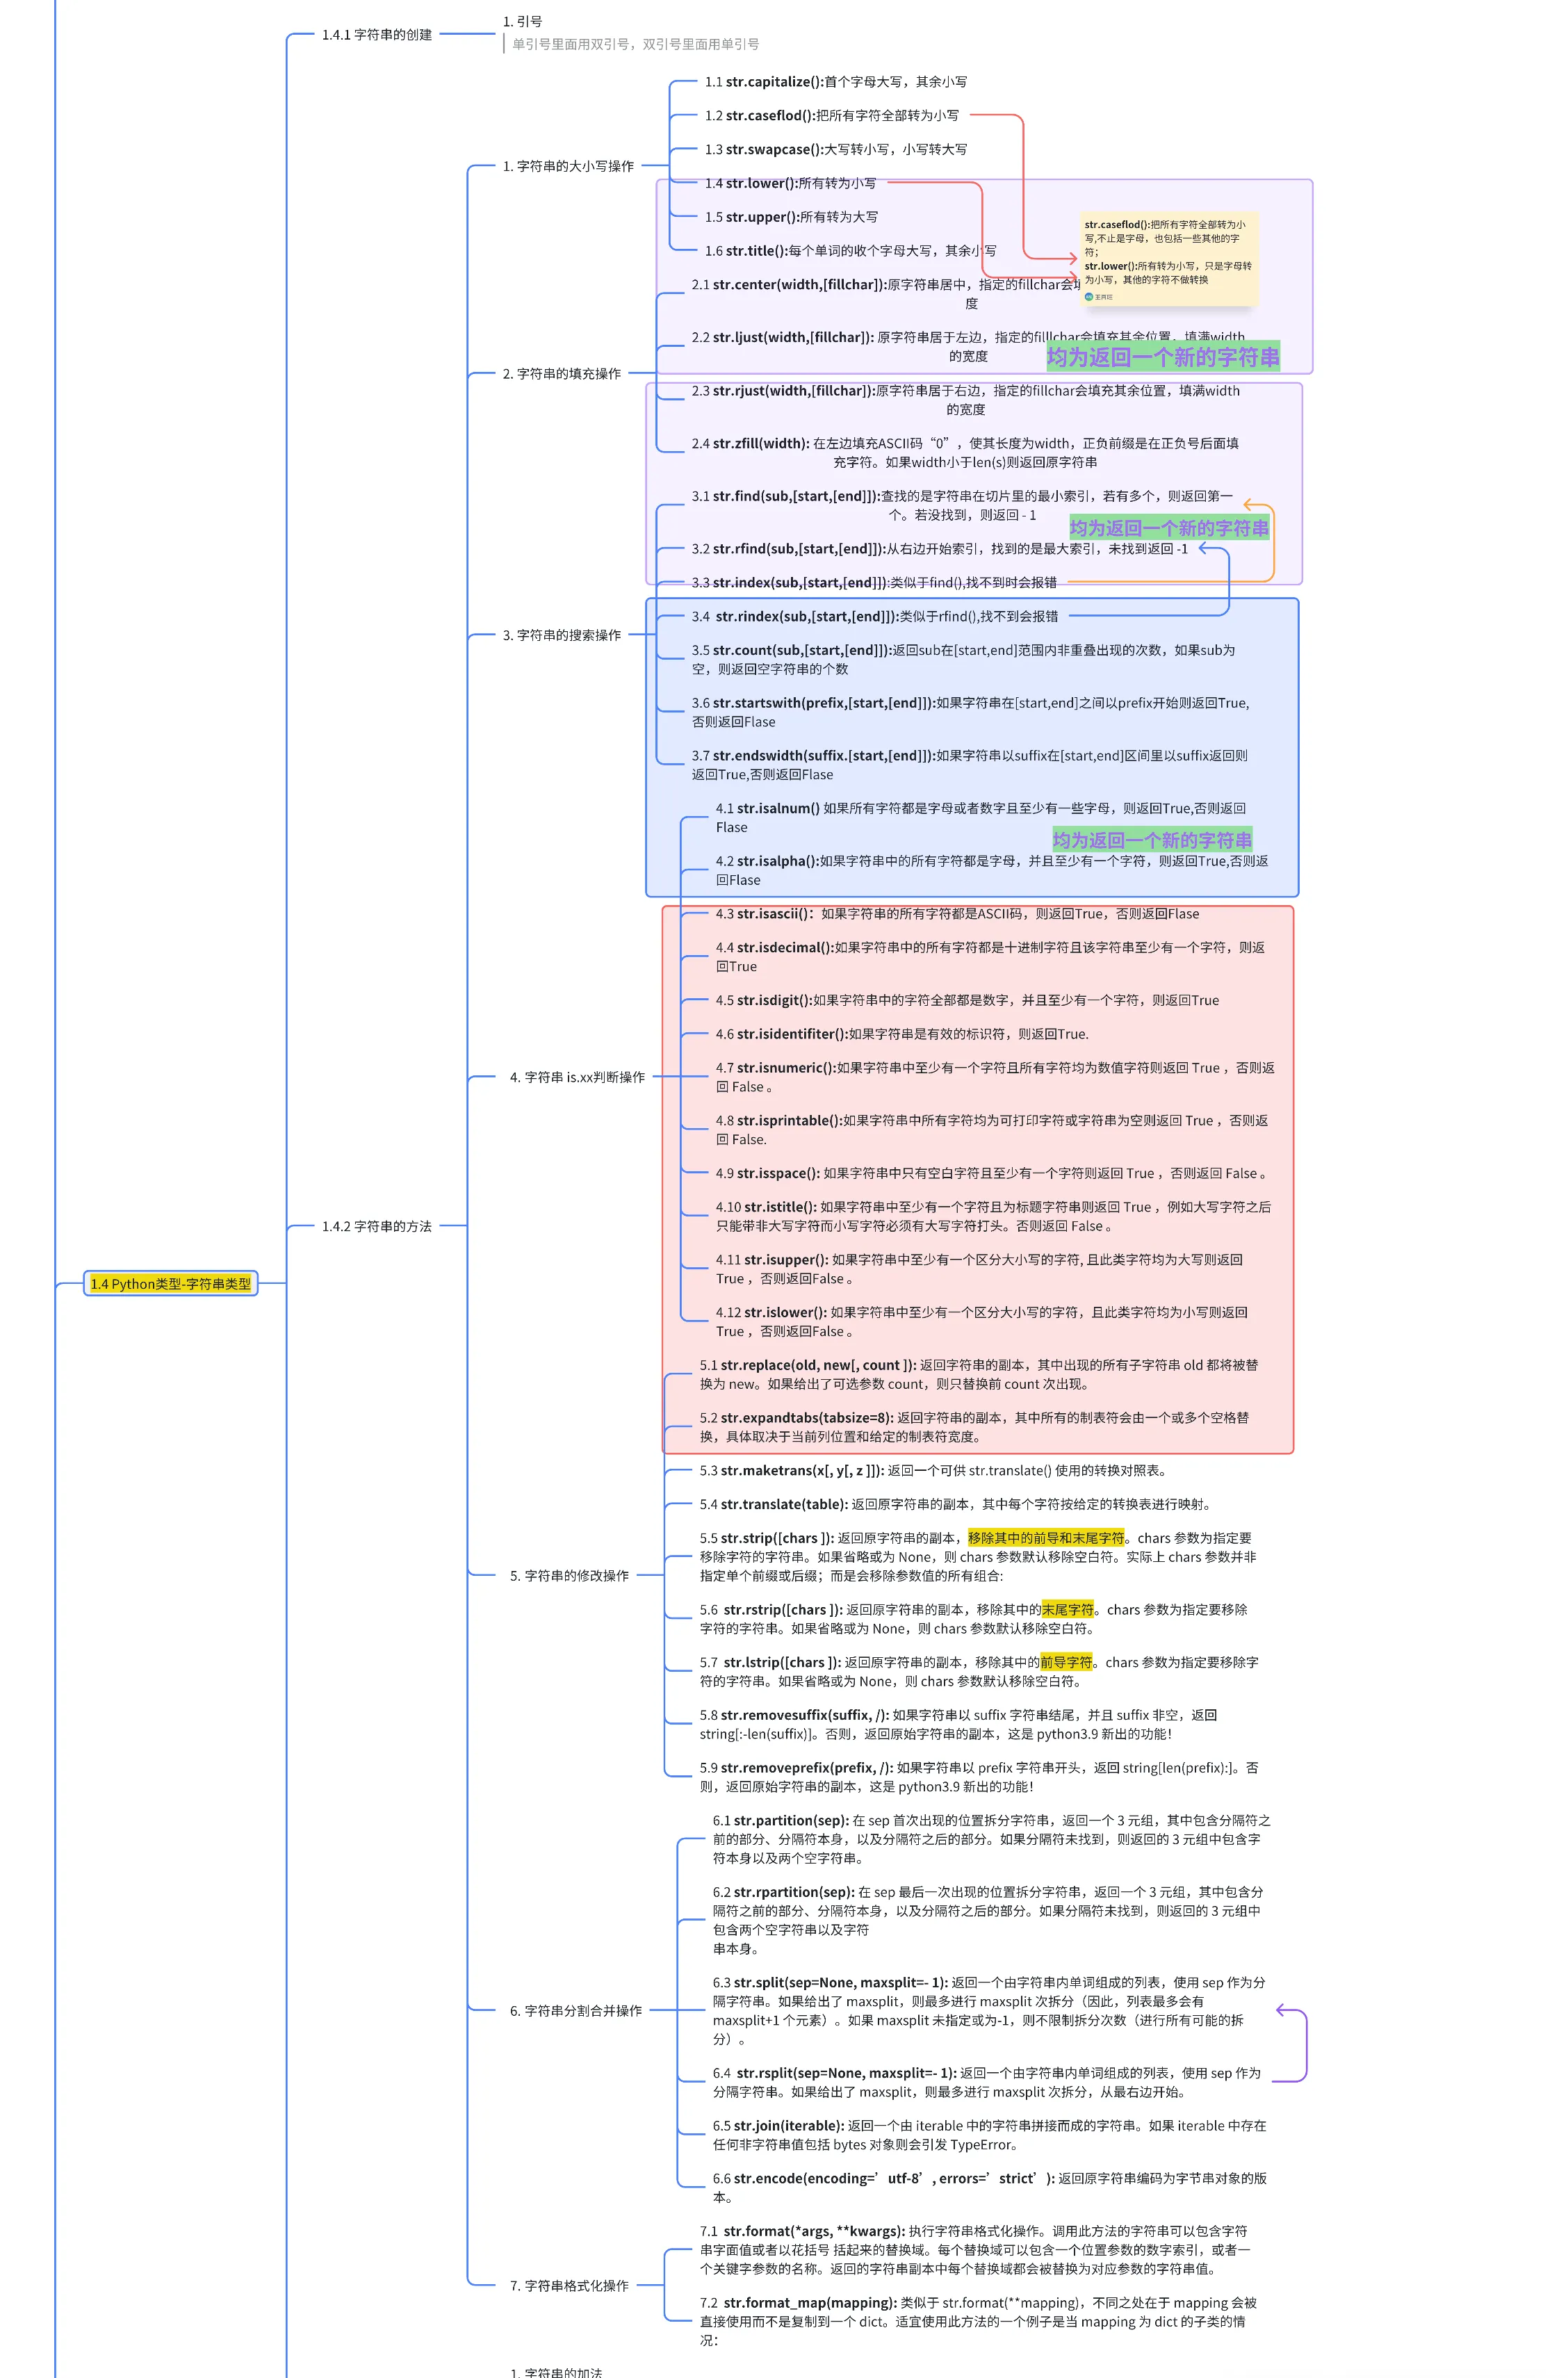 1.4.1 字符串的创建
1. 引号
单引号里面用双引号，双引号里面用单引号
1.1 str.capitalize():首个字母大写，其余小写
1.2 str.caseflod():把所有字符全部转为小写
1.3 str.swapcase():大写转小写，小写转大写
1. 字符串的大小写操作
1.4 str.lower():所有转为小写
1.5 str.upper():所有转为大写
1.6 str.title():每个单词的收个字母大写，其余小写
str.caseflod():把所有字符全部转为小
写,不止是字母，也包括一些其他的字
符；
str.lower():所有转为小写，只是字母转
为小写，其他的字符不做转换
2.1 str.center(width,[fillchar]):原字符串居中，指定的fillchar会填
度
2.2 str.ljust(width,[fillchar]): 原字符串居于左边，指定的filllchar会填充其余位置，填满width
的宽度
均为返回一个新的字符串
2. 字符串的填充操作
2.3 str.rjust(width,[fillchar]):原字符串居于右边，指定的fillchar会填充其余位置，填满width
的宽度
2.4 str.zfill(width): 在左边填充ASCII码“0”，使其长度为width，正负前缀是在正负号后面填
充字符。如果width小于len(s)则返回原字符串
3.1 str.find(sub,[start,[end]]):查找的是字符串在切片里的最小索引，若有多个，则返回第一
个。若没找到，则返回 - 1
均为返回一个新的字符串
3.2 str.rfind(sub,[start,[end]]):从右边开始索引，找到的是最大索引，未找到返回 -1
3.3 str.index(sub,[start,[end]]):类似于find(),找不到时会报错
3.4 str.rindex(sub,[start,[end]]):类似于rfind(),找不到会报错
3. 字符串的搜索操作
3.5 str.count(sub,[start,[end]]):返回sub在[start,end]范围内非重叠出现的次数，如果sub为
空，则返回空字符串的个数
3.6 str.startswith(prefix,[start,[end]]):如果字符串在[start,end]之间以prefix开始则返回True,
否则返回Flase
3.7 str.endswidth(suffix.[start,[end]]):如果字符串以suffix在[start,end]区间里以suffix返回则
返回True,否则返回Flase
4.1 str.isalnum() 如果所有字符都是字母或者数字且至少有一些字母，则返回True,否则返回
Flase
均为返回一个新的字符串
4.2 str.isalpha():如果字符串中的所有字符都是字母，并且至少有一个字符，则返回True,否则返
回Flase
4.3 str.isascii()：如果字符串的所有字符都是ASCII码，则返回True，否则返回Flase
4.4 str.isdecimal():如果字符串中的所有字符都是十进制字符且该字符串至少有一个字符，则返
回True
4.5 str.isdigit():如果字符串中的字符全部都是数字，并且至少有一个字符，则返回True
4.6 str.isidentifiter():如果字符串是有效的标识符，则返回True.
4. 字符串 is.xx判断操作
4.7 str.isnumeric():如果字符串中至少有一个字符且所有字符均为数值字符则返回 True ，否则返
回 False 。
4.8 str.isprintable():如果字符串中所有字符均为可打印字符或字符串为空则返回 True ，否则返
回 False.
4.9 str.isspace(): 如果字符串中只有空白字符且至少有一个字符则返回 True ，否则返回 False 。
4.10 str.istitle(): 如果字符串中至少有一个字符且为标题字符串则返回 True ，例如大写字符之后
只能带非大写字符而小写字符必须有大写字符打头。否则返回 False 。
1.4.2 字符串的方法
4.11 str.isupper(): 如果字符串中至少有一个区分大小写的字符, 且此类字符均为大写则返回
True ，否则返回False 。
1.4 Python类型-字符串类型
4.12 str.islower(): 如果字符串中至少有一个区分大小写的字符，且此类字符均为小写则返回
True ，否则返回False 。
5.1 str.replace(old, new[, count ]): 返回字符串的副本，其中出现的所有子字符串 old 都将被替
换为 new。如果给出了可选参数 count，则只替换前 count 次出现。
5.2 str.expandtabs(tabsize=8): 返回字符串的副本，其中所有的制表符会由一个或多个空格替
换，具体取决于当前列位置和给定的制表符宽度。
5.3 str.maketrans(x[, y[, z ]]): 返回一个可供 str.translate() 使用的转换对照表。
5.4 str.translate(table): 返回原字符串的副本，其中每个字符按给定的转换表进行映射。
5.5 str.strip([chars ]): 返回原字符串的副本，移除其中的前导和末尾字符。chars 参数为指定要
移除字符的字符串。如果省略或为 None，则 chars 参数默认移除空白符。实际上 chars 参数并非
指定单个前缀或后缀；而是会移除参数值的所有组合:
5. 字符串的修改操作
5.6 str.rstrip([chars ]): 返回原字符串的副本，移除其中的末尾字符。chars 参数为指定要移除
字符的字符串。如果省略或为 None，则 chars 参数默认移除空白符。
5.7 str.lstrip([chars ]): 返回原字符串的副本，移除其中的前导字符。chars 参数为指定要移除字
符的字符串。如果省略或为 None，则 chars 参数默认移除空白符。
5.8 str.removesuffix(suffix, /): 如果字符串以 suffix 字符串结尾，并且 suffix 非空，返回
string[:-len(suffix)]。否则，返回原始字符串的副本，这是 python3.9 新出的功能！
5.9 str.removeprefix(prefix, /): 如果字符串以 prefix 字符串开头，返回 string[len(prefix):]。否
则，返回原始字符串的副本，这是 python3.9 新出的功能！
6.1 str.partition(sep): 在 sep 首次出现的位置拆分字符串，返回一个 3 元组，其中包含分隔符之
前的部分、分隔符本身，以及分隔符之后的部分。如果分隔符未找到，则返回的 3 元组中包含字
符本身以及两个空字符串。
6.2 str.rpartition(sep): 在 sep 最后一次出现的位置拆分字符串，返回一个 3 元组，其中包含分
隔符之前的部分、分隔符本身，以及分隔符之后的部分。如果分隔符未找到，则返回的 3 元组中
包含两个空字符串以及字符
串本身。
6.3 str.split(sep=None, maxsplit=- 1): 返回一个由字符串内单词组成的列表，使用 sep 作为分
隔字符串。如果给出了 maxsplit，则最多进行 maxsplit 次拆分（因此，列表最多会有
maxsplit+1 个元素）。如果 maxsplit 未指定或为-1，则不限制拆分次数（进行所有可能的拆
分）。
6. 字符串分割合并操作
6.4 str.rsplit(sep=None, maxsplit=- 1): 返回一个由字符串内单词组成的列表，使用 sep 作为
分隔字符串。如果给出了 maxsplit，则最多进行 maxsplit 次拆分，从最右边开始。
6.5 str.join(iterable): 返回一个由 iterable 中的字符串拼接而成的字符串。如果 iterable 中存在
任何非字符串值包括 bytes 对象则会引发 TypeError。
6.6 str.encode(encoding=’utf-8’, errors=’strict’): 返回原字符串编码为字节串对象的版
本。
7.1 str.format(*args, **kwargs): 执行字符串格式化操作。调用此方法的字符串可以包含字符
串字面值或者以花括号 括起来的替换域。每个替换域可以包含一个位置参数的数字索引，或者一
个关键字参数的名称。返回的字符串副本中每个替换域都会被替换为对应参数的字符串值。
7. 字符串格式化操作
7.2 str.format_map(mapping): 类似于 str.format(**mapping)，不同之处在于 mapping 会被
直接使用而不是复制到一个 dict。适宜使用此方法的一个例子是当 mapping 为 dict 的子类的情
况：
1. 字符串的加法